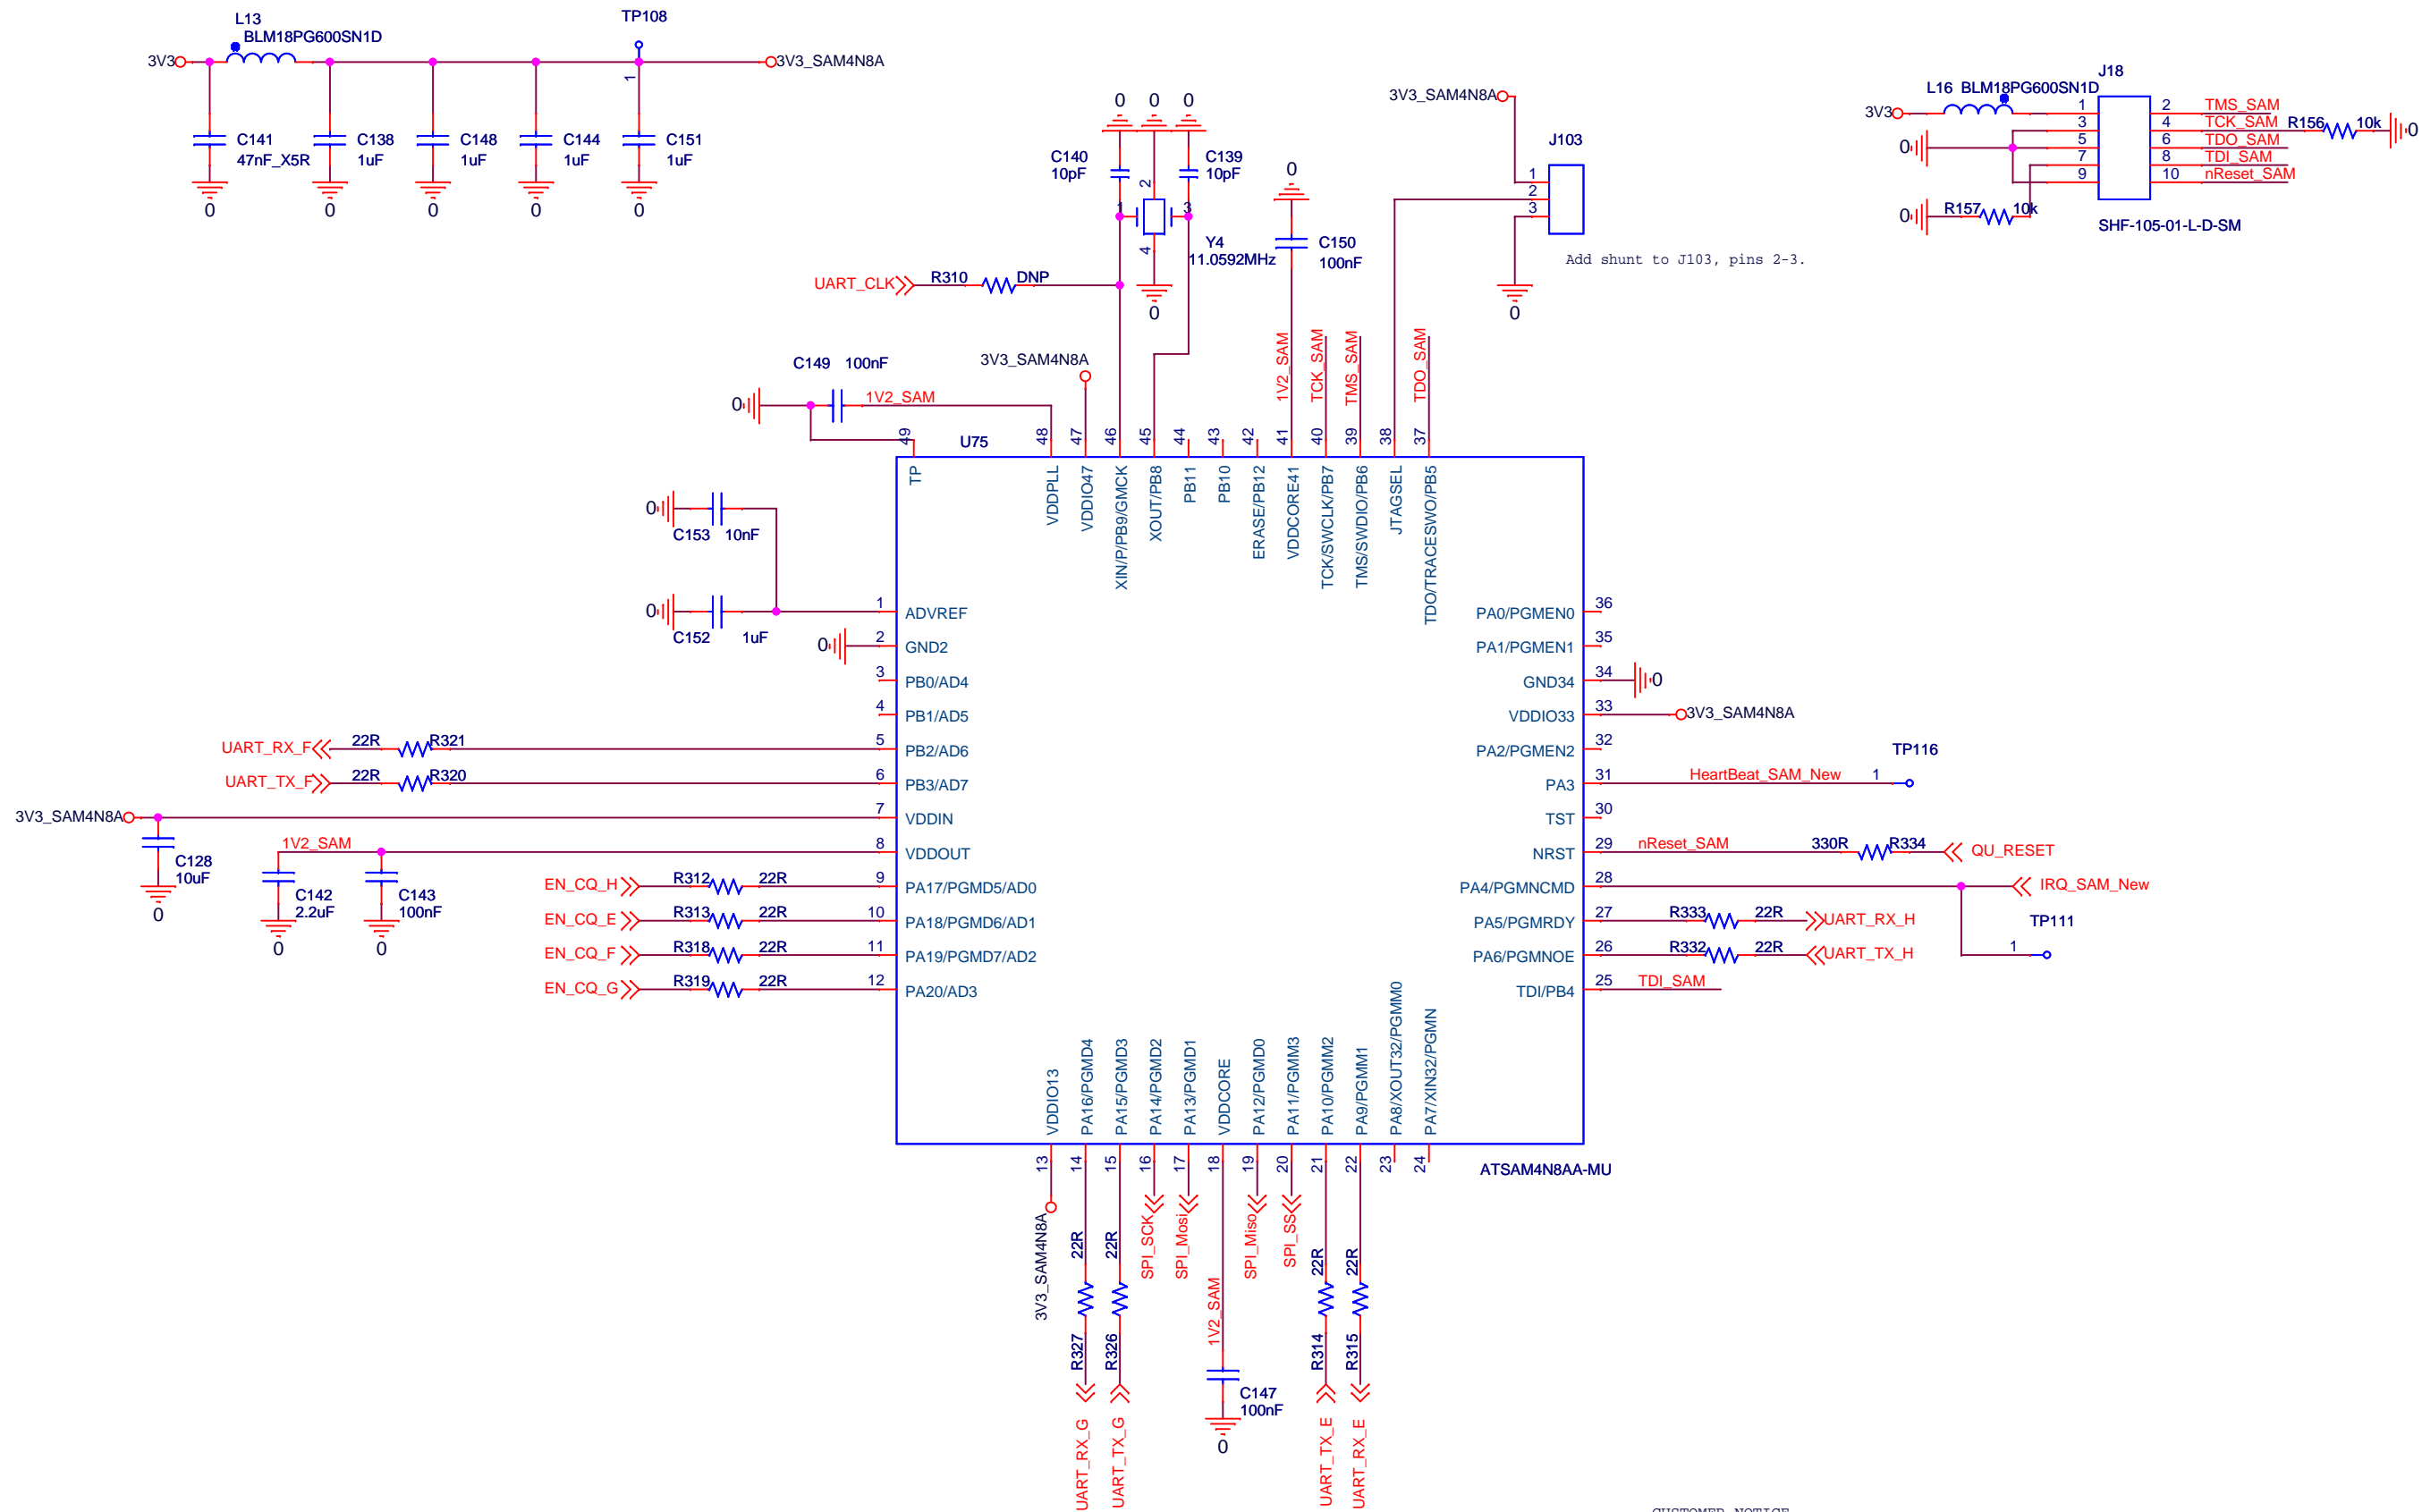 L13
BLM18PG600SN1D
TP108
3V3
1
3V3_SAM4N8A
C141
47nF_X5R
C138
1uF
C148
1uF
C144
1uF
C151
1uF
0
0
0
0
0
0
0
0
C140
10pF
C139
10pF
2
1
3
4
Y4
11.0592MHz
0
UART_CLK
R310
DNP
0
C150
100nF
3V3_SAM4N8A
J103
1
2
3
Add shunt to J103, pins 2-3.
0
L16 BLM18PG600SN1D
J18
3V3
1
2
TMS_SAM
3
4
TCK_SAM
R156
10k
0
0
5
6
TDO_SAM
7
8
TDI_SAM
9
10
nReset_SAM
0
R157
10k
SHF-105-01-L-D-SM
C149 100nF
3V3_SAM4N8A
0
1V2_SAM
1V2_SAM
TCK_SAM
TMS_SAM
TDO_SAM
49
U75
48
47
46
45
44
43
42
41
40
39
38
37
TP
VDDPLL
VDDIO47
XIN/P/PB9/GMCK
XOUT/PB8
PB11
PB10
ERASE/PB12
VDDCORE41
TCK/SWCLK/PB7
TMS/SWDIO/PB6
JTAGSEL
TDO/TRACESWO/PB5
0
C153 10nF
0
C152 1uF
1
ADVREF
0
2
GND2
3
PB0/AD4
4
PB1/AD5
UART_RX_F
22R
R321
5
PB2/AD6
UART_TX_F
22R
R320
6
PB3/AD7
3V3_SAM4N8A
7
VDDIN
C128
10uF
0
1V2_SAM
8
VDDOUT
C142
2.2uF
0
C143
100nF
0
EN_CQ_H
R312
22R
9
PA17/PGMD5/AD0
EN_CQ_E
R313
22R
10
PA18/PGMD6/AD1
EN_CQ_F
R318
22R
11
PA19/PGMD7/AD2
EN_CQ_G
R319
22R
12
PA20/AD3
PA0/PGMEN0
36
PA1/PGMEN1
35
GND34
34
0
VDDIO33
33
3V3_SAM4N8A
PA2/PGMEN2
32
PA3
31
HeartBeat_SAM_New
1
TP116
TST
30
NRST
29
nReset_SAM
330R
R334
QU_RESET
PA4/PGMNCMD
28
IRQ_SAM_New
PA5/PGMRDY
27
R333
22R
UART_RX_H
TP111
1
PA6/PGMNOE
26
R332
22R
UART_TX_H
TDI/PB4
25
TDI_SAM
VDDIO13
PA16/PGMD4
PA15/PGMD3
PA14/PGMD2
PA13/PGMD1
VDDCORE
PA12/PGMD0
PA11/PGMM3
PA10/PGMM2
PA9/PGMM1
PA8/XOUT32/PGMM0
PA7/XIN32/PGMN
13
14
15
16
17
18
19
20
21
22
23
24
ATSAM4N8AA-MU
3V3_SAM4N8A
22R
22R
SPI_SCK
SPI_Mosi
1V2_SAM
SPI_Miso
SPI_SS
22R
22R
R327
R326
R314
R315
C147
100nF
0
UART_RX_G
UART_TX_G
UART_TX_E
UART_RX_E
CUSTOMER NOTICE